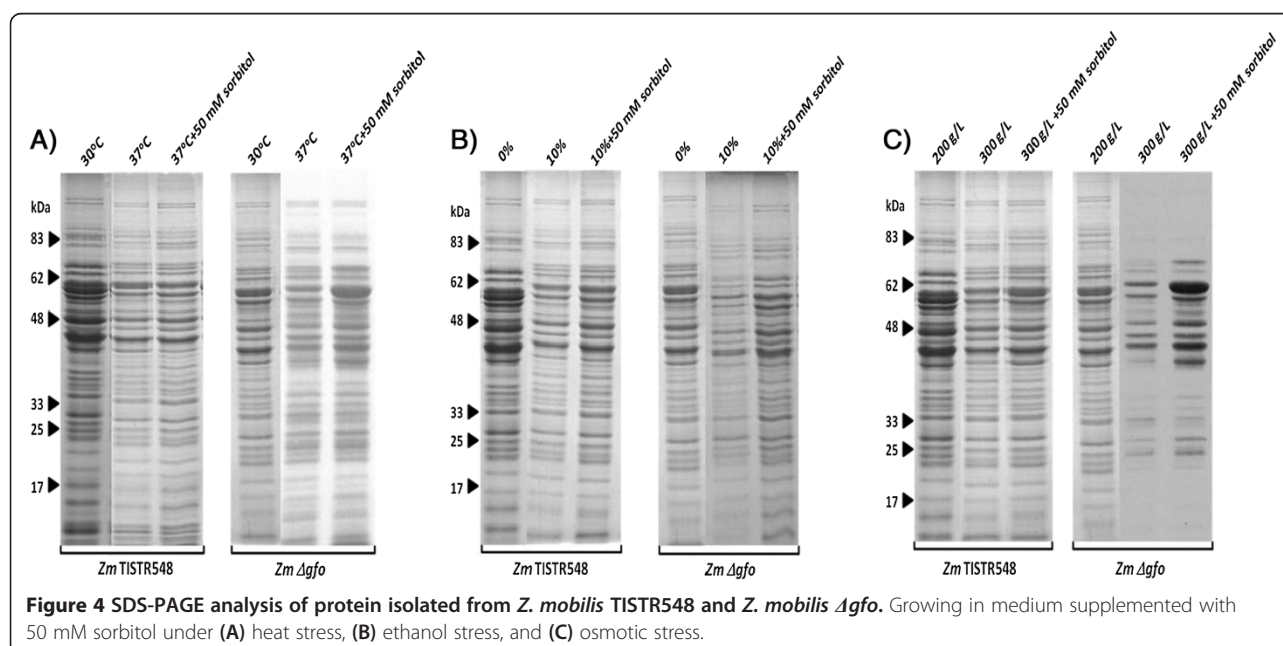 A)
30°C
37°C
37°C+50 mM sorbitol
30°C
37°C
37°C+50 mM sorbitol
kDa
83
62
48
33
25
17
Zm TISTR548
Zm Δgfo
B)
0%
10%
10%+50 mM sorbitol
0%
10%
10%+50 mM sorbitol
kDa
83
62
48
33
25
17
Zm TISTR548
Zm Δgfo
C)
200 g/L
300 g/L
300 g/L +50 mM sorbitol
200 g/L
300 g/L
300 g/L +50 mM sorbitol
kDa
83
62
48
33
25
17
Zm TISTR548
Zm Δgfo
Figure 4 SDS-PAGE analysis of protein isolated from Z. mobilis TISTR548 and Z. mobilis Δgfo. Growing in medium supplemented with
50 mM sorbitol under (A) heat stress, (B) ethanol stress, and (C) osmotic stress.